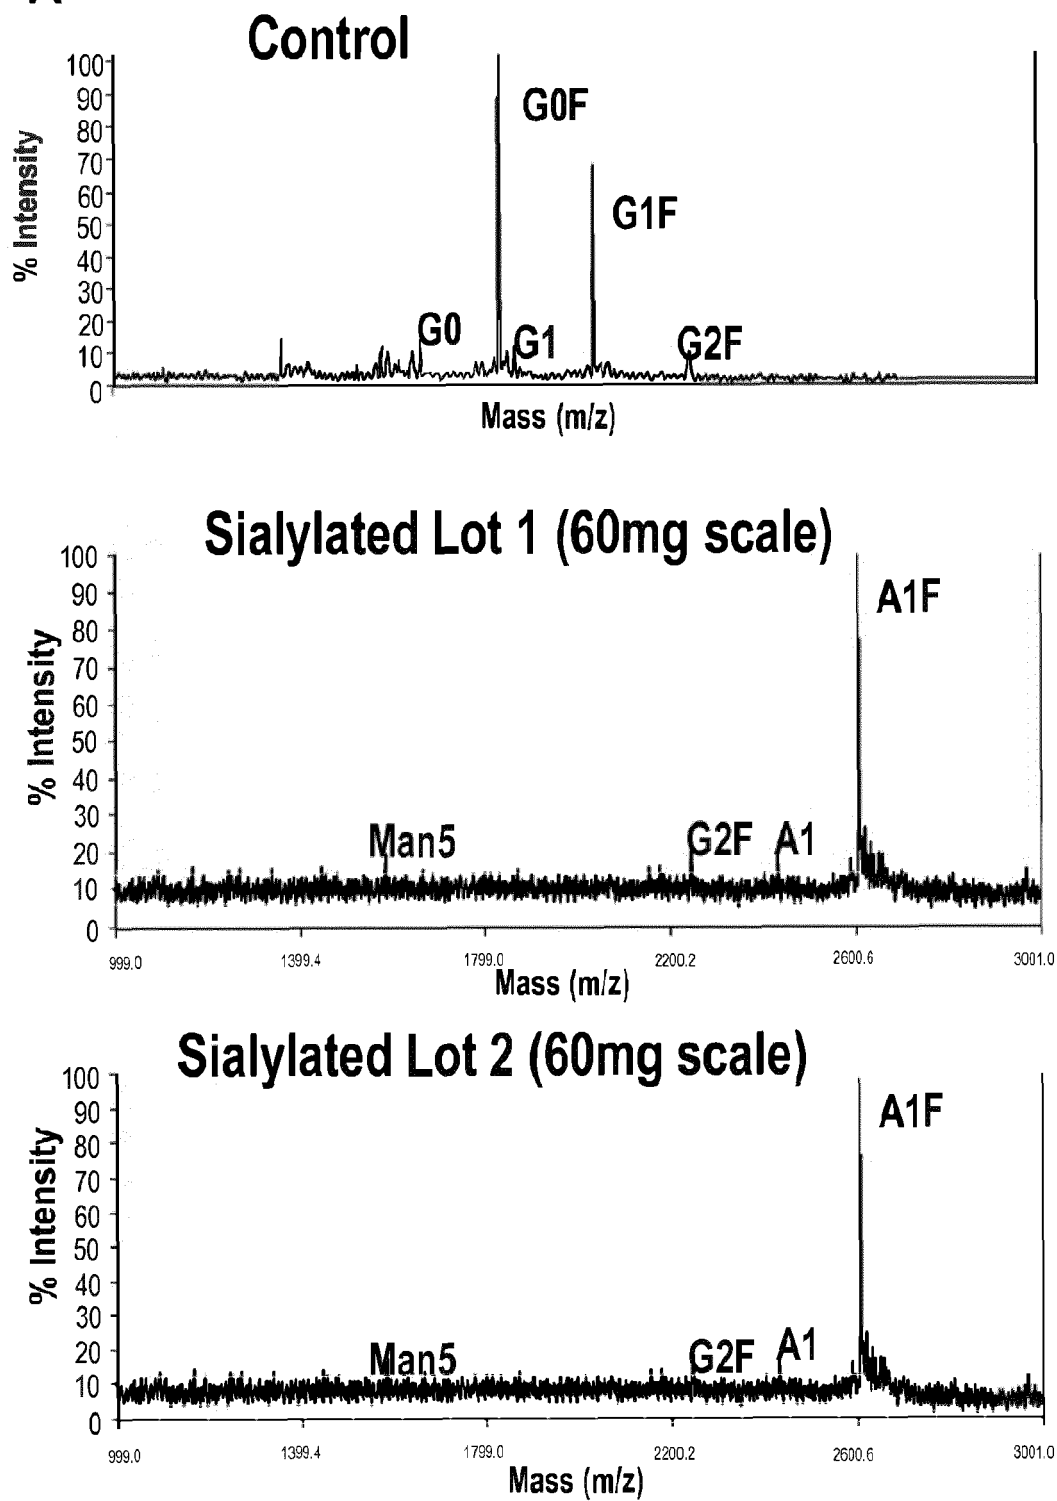 Control
100
90
80
70
60
50
40
30
20
10
0
% Intensity
G0F
G1F
G0
G1
G2F
Mass (m/z)
Sialylated Lot 1 (60mg scale)
100
90
80
70
60
50
40
30
20
10
0
% Intensity
A1F
Man5
G2F
A1
999.0
1399.4
1799.0
2200.2
2600.6
3001.0
Mass (m/z)
Sialylated Lot 2 (60mg scale)
100
90
80
70
60
50
40
30
20
10
0
% Intensity
A1F
Man5
G2F
A1
999.0
1399.4
1799.0
2200.2
2600.6
3001.0
Mass (m/z)